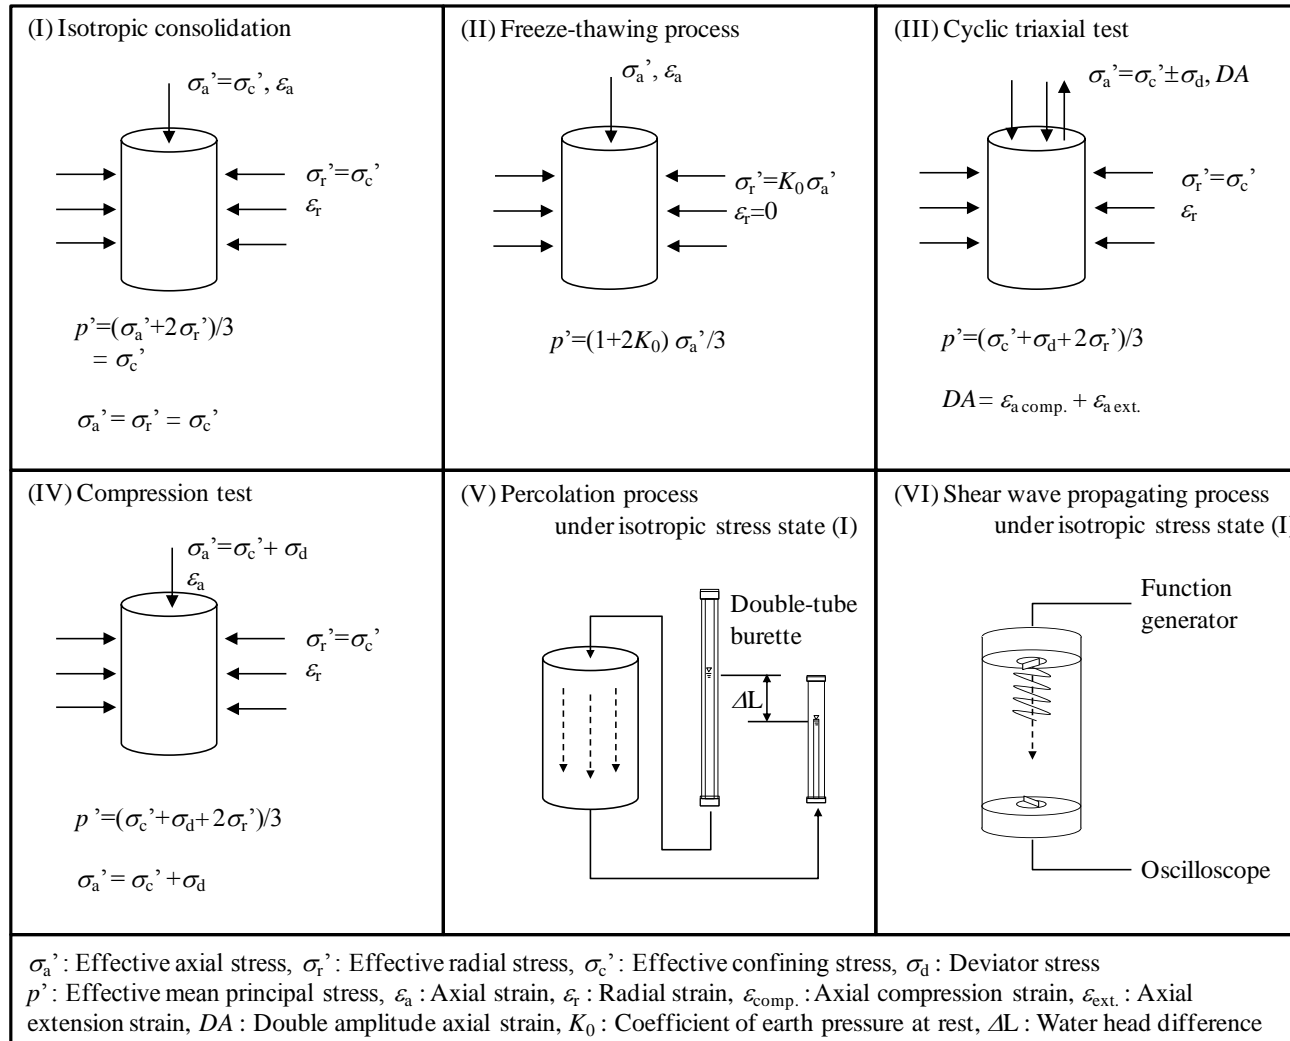 (I) Isotropic consolidation
σa'=σc', εa
σr'=σc'
εr
p'=(σa'+2σr')/3
= σc'
σa'= σr' = σc'
(II) Freeze-thawing process
σa', εa
σr'=K0σa'
εr=0
p'=(1+2K0) σa'/3
(III) Cyclic triaxial test
σa'=σc'±σd, DA
σr'=σc'
εr
p'=(σc'+σd+2σr')/3
DA= εa comp. + εa ext.
(IV) Compression test
σa'=σc'+ σd
εa
σr'=σc'
εr
p'=(σc'+σd+2σr')/3
σa'= σc'+σd
(V) Percolation process
under isotropic stress state (I)
Double-tube
burette
ΔL
(VI) Shear wave propagating process
under isotropic stress state (I
Function
generator
Oscilloscope
σa' : Effective axial stress, σr' : Effective radial stress, σc' : Effective confining stress, σd : Deviator stress
p' : Effective mean principal stress, εa : Axial strain, εr : Radial strain, εcomp. : Axial compression strain, εext. : Axial
extension strain, DA : Double amplitude axial strain, K0 : Coefficient of earth pressure at rest, ΔL : Water head difference